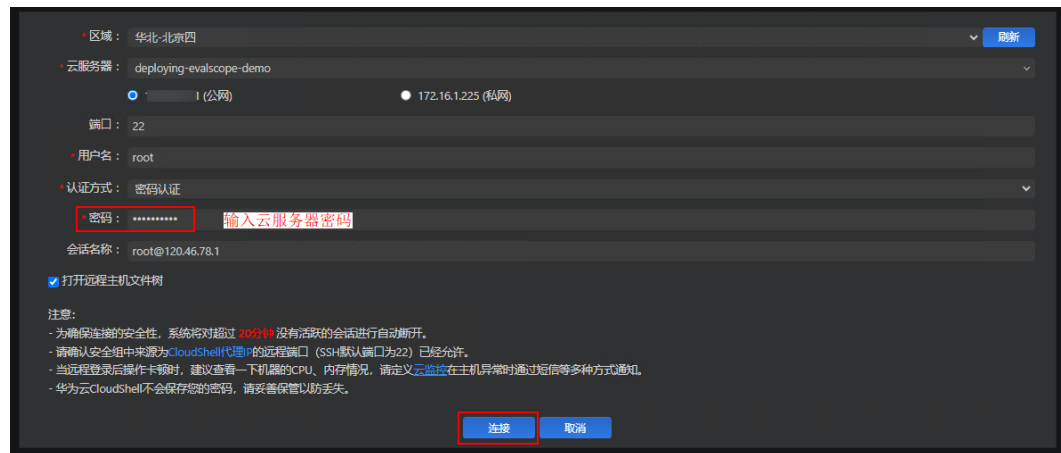 * 区域： 华北-北京四 刷新
* 云服务器： deploying-evalscope-demo
(公网) 172.16.1.225 (私网)
端口： 22
* 用户名： root
* 认证方式： 密码认证
* 密码： •••••••••• 输入云服务器密码
会话名称： root@120.46.78.1
打开远程主机文件树
注意:
- 为确保连接的安全性，系统将对超过 20分钟 没有活跃的会话进行自动断开。
- 请确认安全组中来源为CloudShell代理IP的远程端口（SSH默认端口为22）已经允许。
- 当远程登录后操作卡顿时，建议查看一下机器的CPU、内存情况，请定义云监控在主机异常时通过短信等多种方式通知。
- 华为云CloudShell不会保存您的密码，请妥善保管以防丢失。
连接 取消